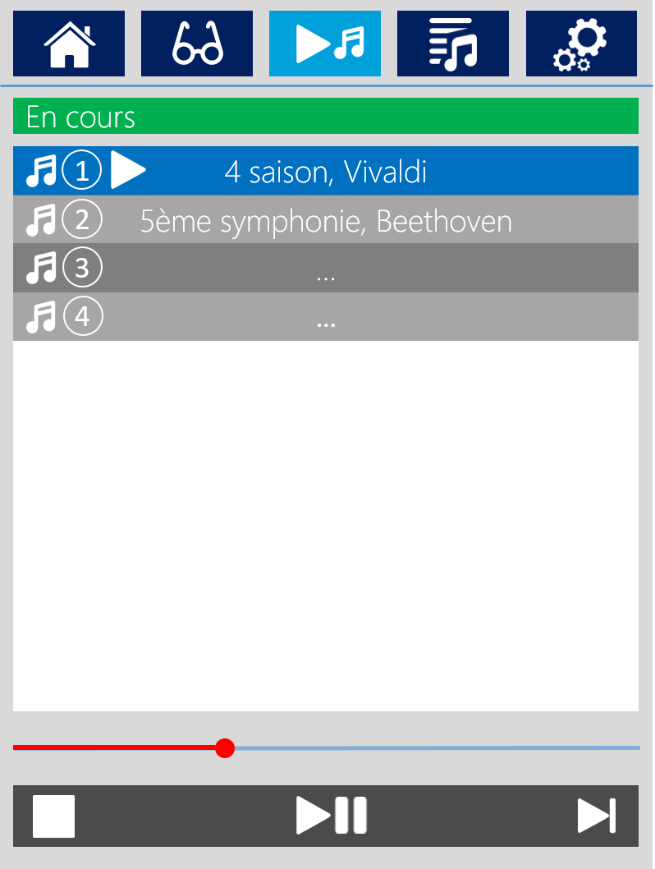 En cours
1 4 saison, Vivaldi
2 5ème symphonie, Beethoven
3 ...
4 ...